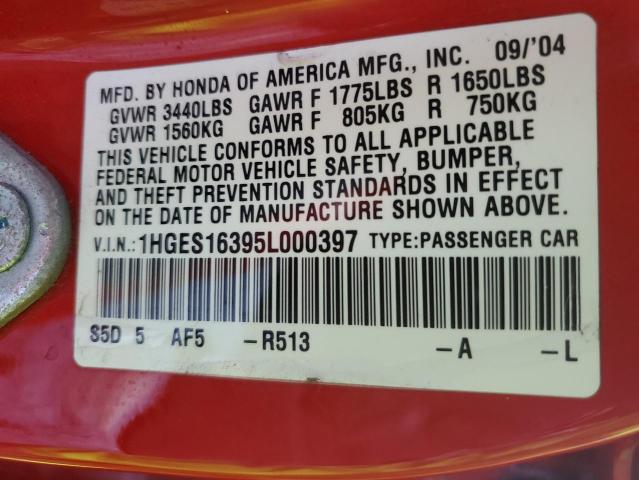 MFD. BY HONDA OF AMERICA MFG., INC. 09/'04
GVWR 3440LBS GAWR F 1775LBS R 1650LBS
GVWR 1560KG GAWR F 805KG R 750KG
THIS VEHICLE CONFORMS TO ALL APPLICABLE
FEDERAL MOTOR VEHICLE SAFETY, BUMPER,
AND THEFT PREVENTION STANDARDS IN EFFECT
ON THE DATE OF MANUFACTURE SHOWN ABOVE.
V.I.N.:1HGES16395L000397 TYPE:PASSENGER CAR
S5D 5 AF5 -R513 -A -L